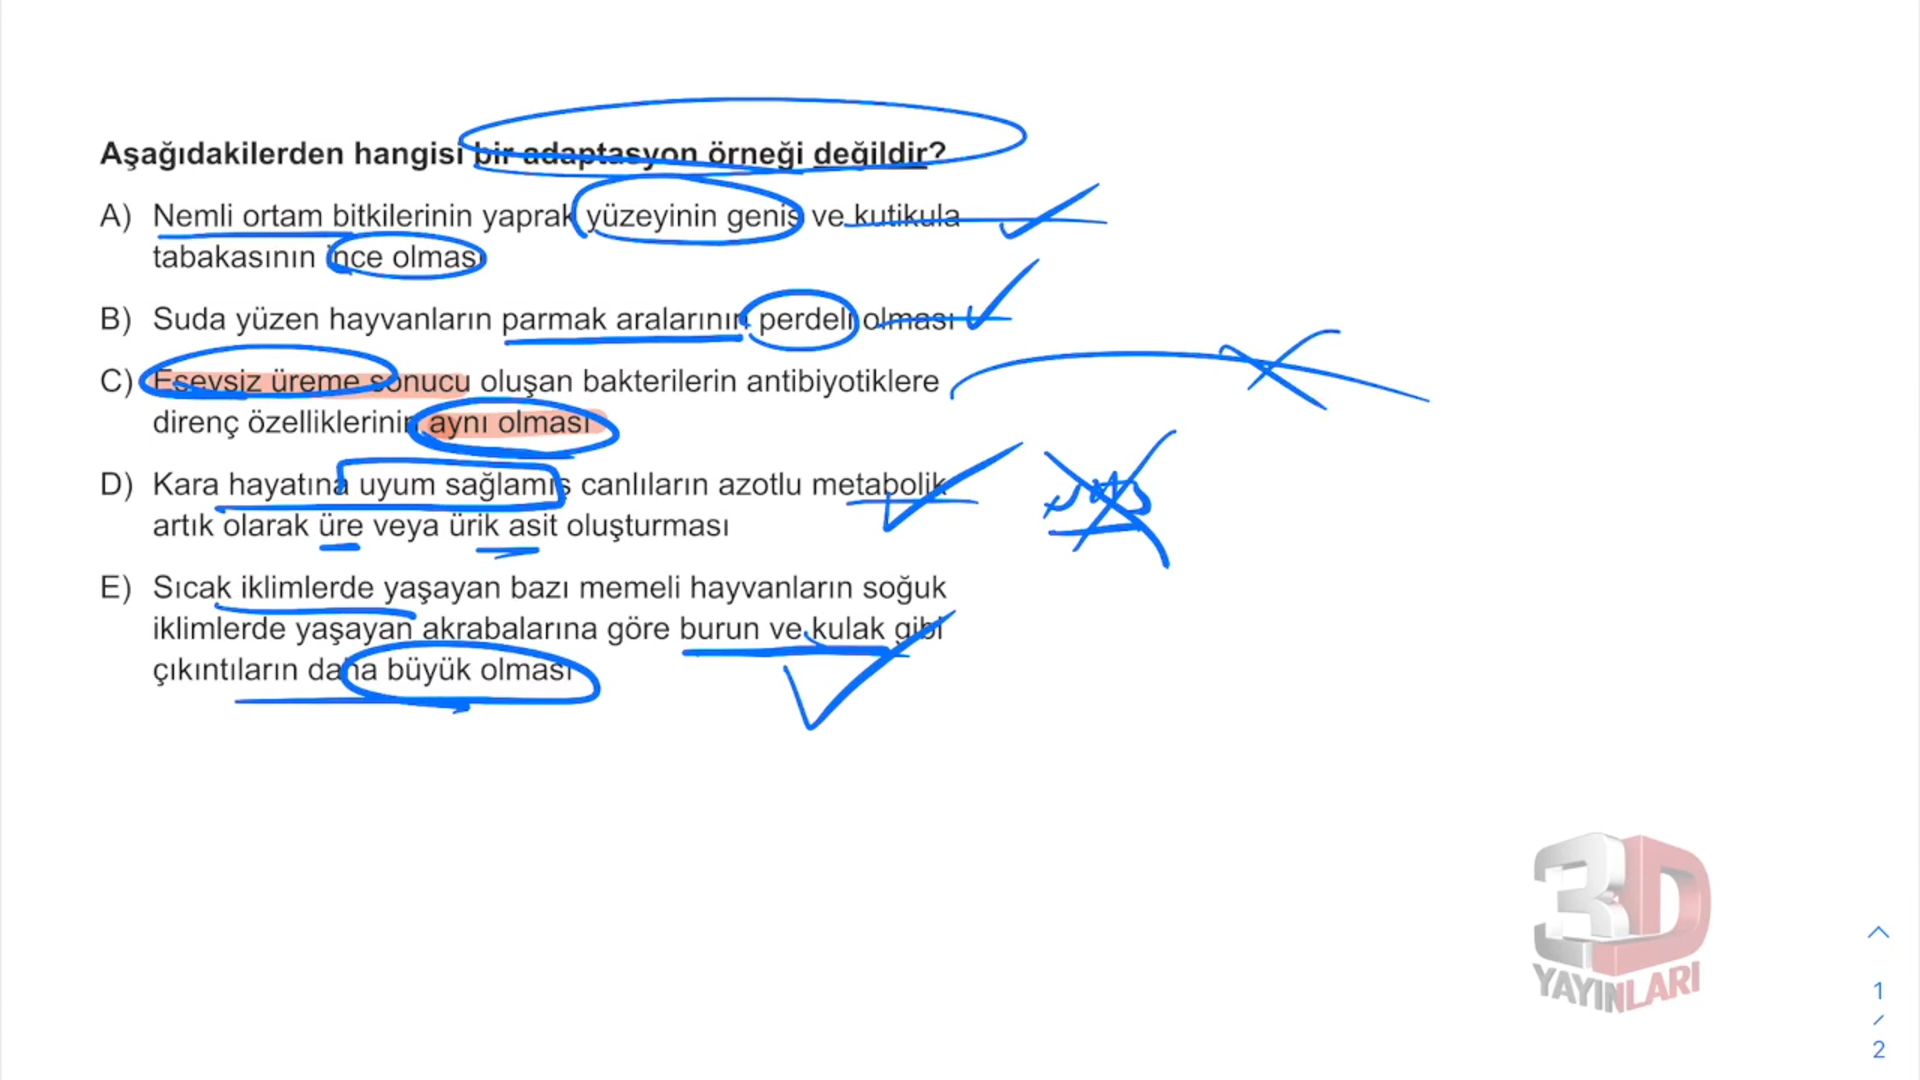 Aşağıdakilerden hangisi bir adaptasyon örneği değildir?
A) Nemli ortam bitkilerinin yaprak yüzeyinin geniş ve kutikula
tabakasının ince olması
B) Suda yüzen hayvanların parmak aralarının perdeli olması
C) Eşeysiz üreme sonucu oluşan bakterilerin antibiyotiklere
direnç özelliklerinin aynı olması
D) Kara hayatına uyum sağlamış canlıların azotlu metabolik
artık olarak üre veya ürik asit oluşturması
E) Sıcak iklimlerde yaşayan bazı memeli hayvanların soğuk
iklimlerde yaşayan akrabalarına göre burun ve kulak gibi
çıkıntıların daha büyük olması
3D
YAYINLARI
1
/
2